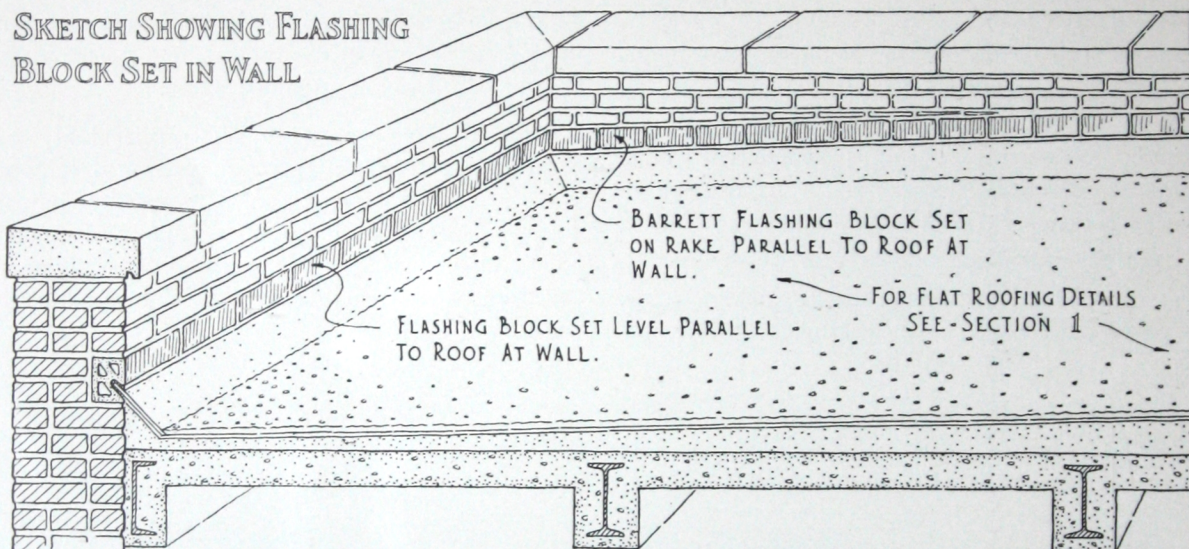 SKETCH SHOWING FLASHING
BLOCK SET IN WALL
BARRETT FLASHING BLOCK SET
ON RAKE PARALLEL TO ROOF AT
WALL.
FOR FLAT ROOFING DETAILS
SEE-SECTION 1
FLASHING BLOCK SET LEVEL PARALLEL
TO ROOF AT WALL.